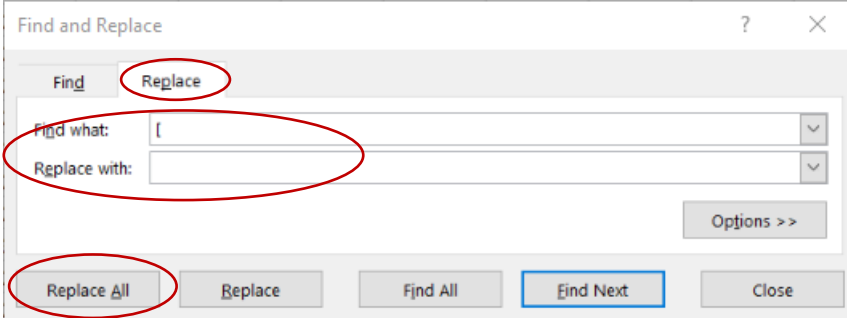 Find and Replace ?
Find Replace
Find what: [
Replace with:
Options >>
Replace All Replace Find All Find Next Close